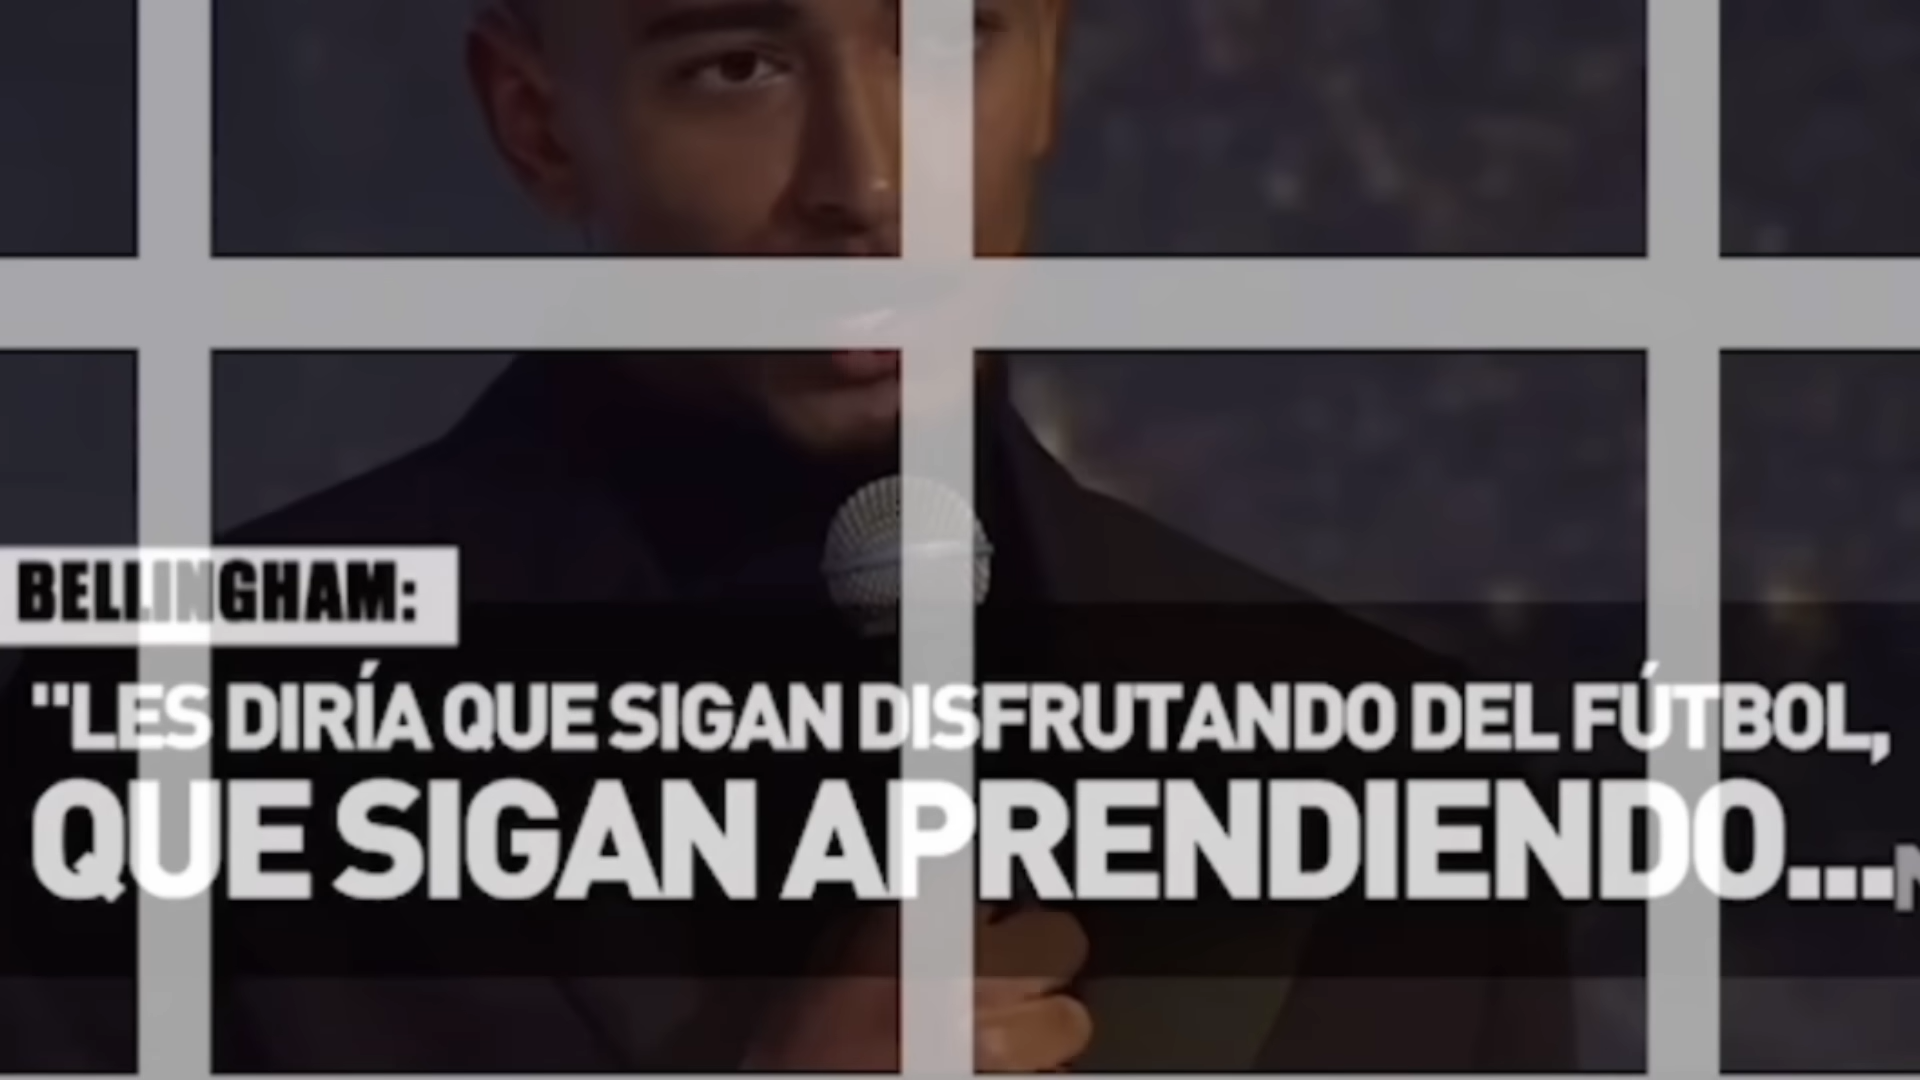 BELLINGHAM:
¨LES DIRÍA QUE SIGAN DISFRUTANDO DEL FÚTBOL,
QUE SIGAN APRENDIENDO...